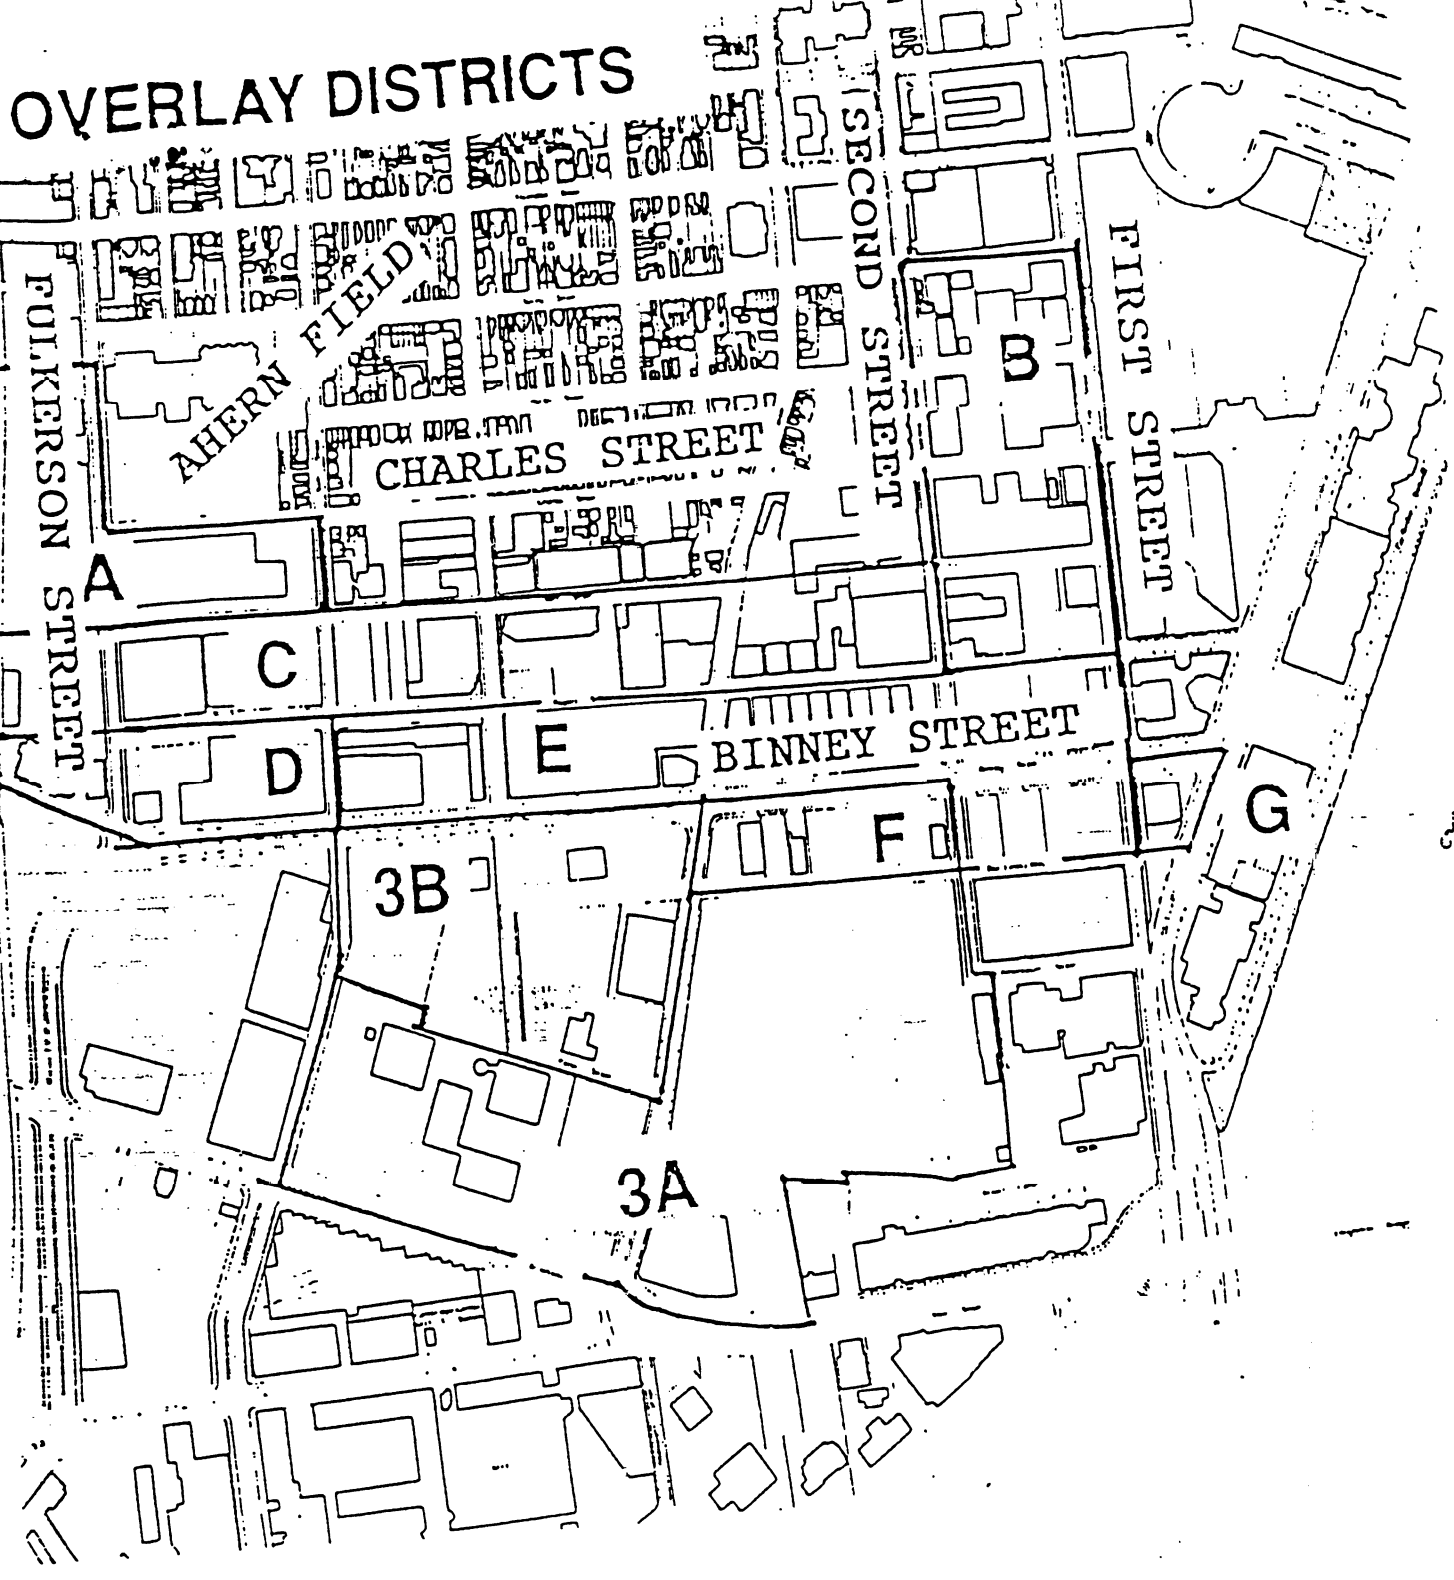 OVERLAY DISTRICTS
SECOND STREET
FIRST STREET
FULKERSON STREET
AHERN FIELD
B
CHARLES STREET
A
C
BINNEY STREET
E
D
G
F
3B
3A